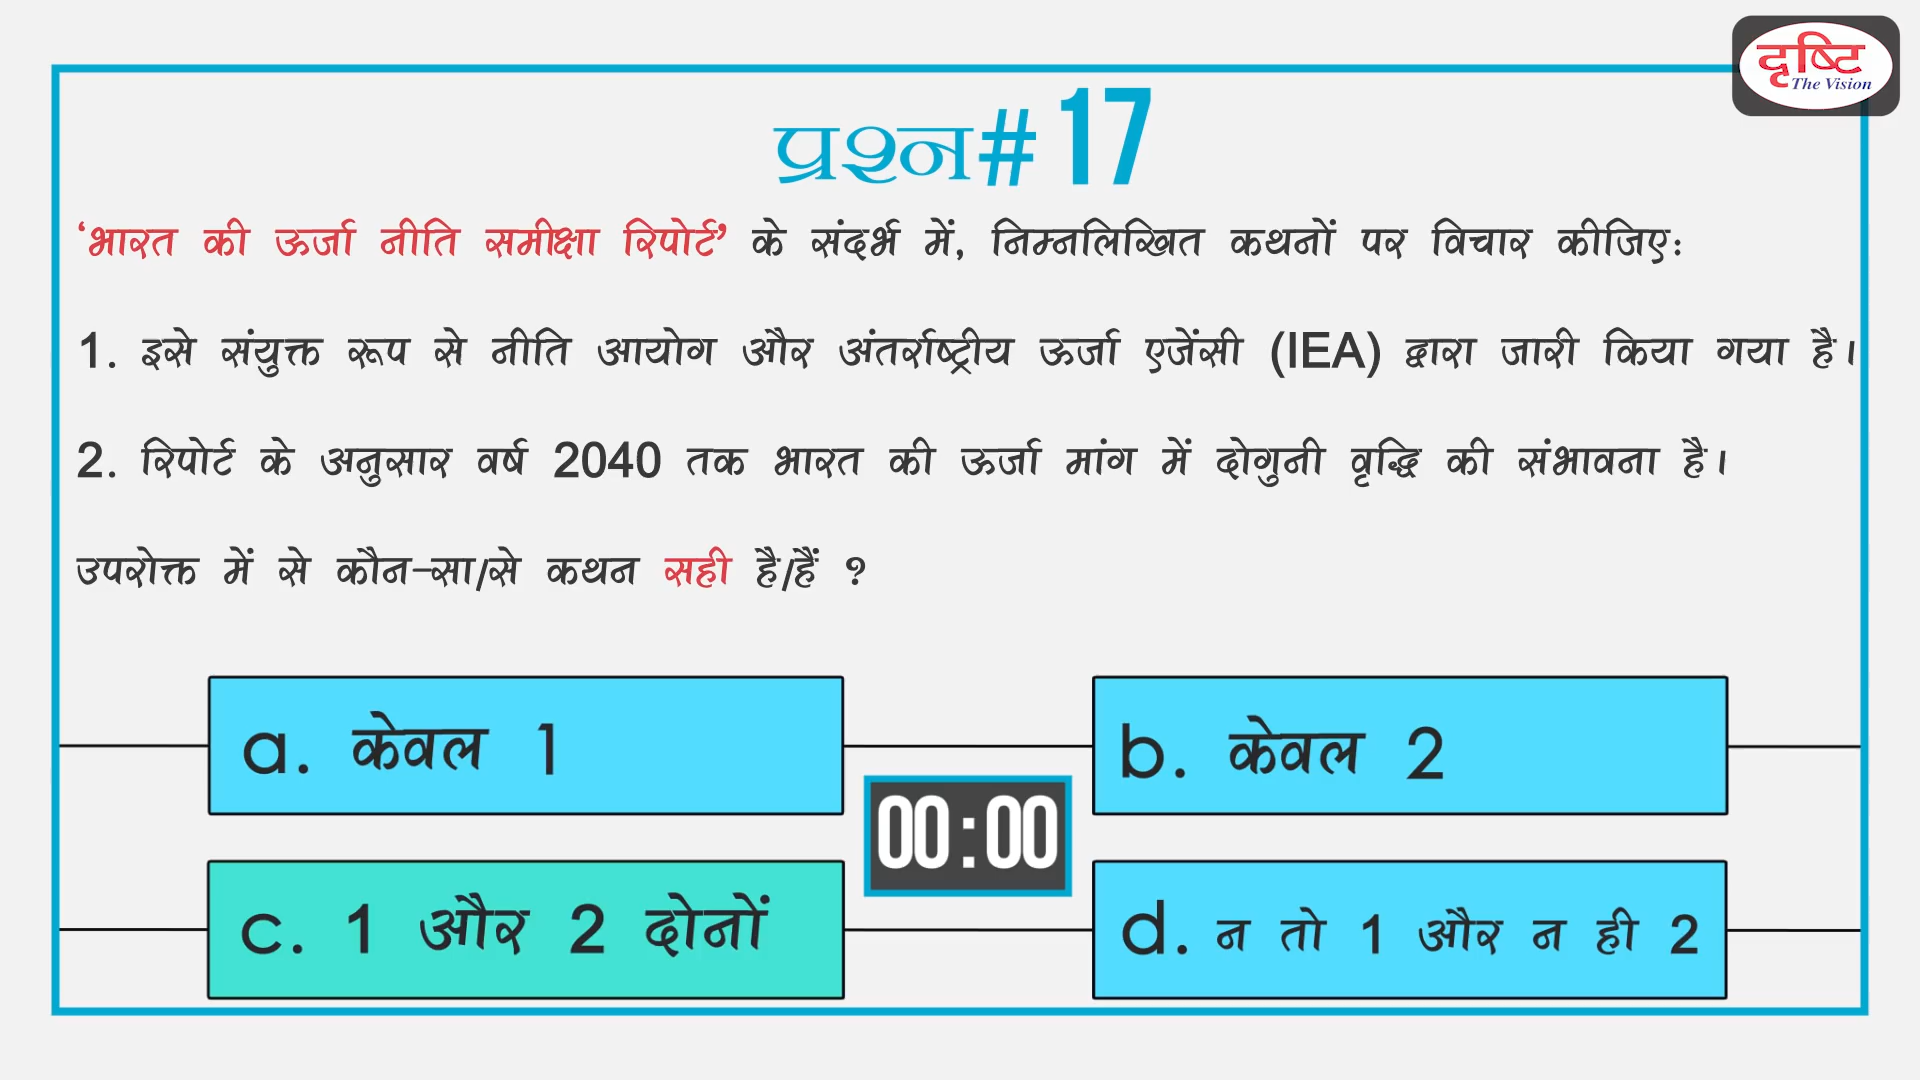 दृष्टि
The Vision
प्रश्न# 17
‘भारत की ऊर्जा नीति समीक्षा रिपोर्ट’ के संदर्भ में, निम्नलिखित कथनों पर विचार कीजिए:
1. इसे संयुक्त रूप से नीति आयोग और अंतर्राष्ट्रीय ऊर्जा एजेंसी (IEA) द्वारा जारी किया गया है।
2. रिपोर्ट के अनुसार वर्ष 2040 तक भारत की ऊर्जा मांग में दोगुनी वृद्धि की संभावना है।
उपरोक्त में से कौन-सा/से कथन सही है/हैं ?
a. केवल 1
b. केवल 2
00:00
c. 1 और 2 दोनों
d. न तो 1 और न ही 2